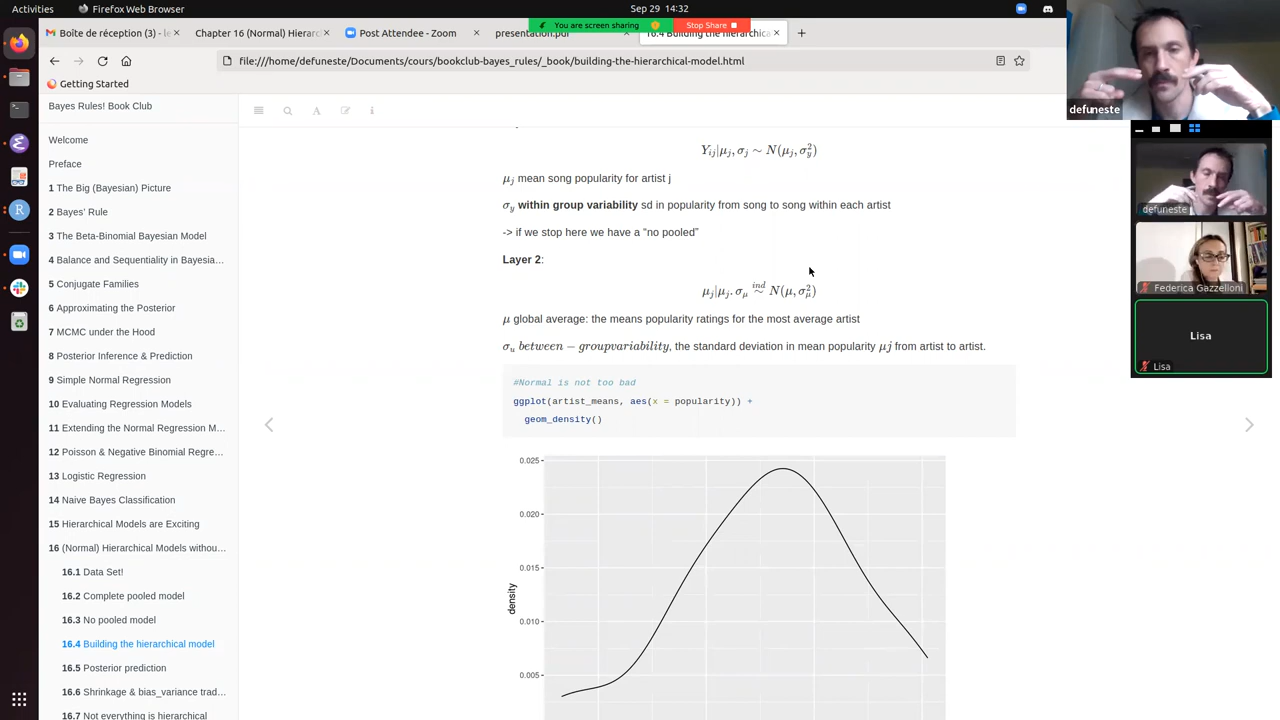 Activities
Firefox Web Browser
Sep 29 14:32
You are screen sharing
Stop Share
Boîte de réception (3) -
Chapter 16 (Normal) Hierar
Post Attendee - Zoom
presentation.pdf
16.4 Building the hierarchica
file:///home/defuneste/Documents/cours/bookclub-bayes_rules/_book/building-the-hierarchical-model.html
Getting Started
Bayes Rules! Book Club
Welcome
Preface
1 The Big (Bayesian) Picture
2 Bayes' Rule
3 The Beta-Binomial Bayesian Model
4 Balance and Sequentiality in Bayesia...
5 Conjugate Families
6 Approximating the Posterior
7 MCMC under the Hood
8 Posterior Inference & Prediction
9 Simple Normal Regression
10 Evaluating Regression Models
11 Extending the Normal Regression M...
12 Poisson & Negative Binomial Regre...
13 Logistic Regression
14 Naive Bayes Classification
15 Hierarchical Models are Exciting
16 (Normal) Hierarchical Models withou...
16.1 Data Set!
16.2 Complete pooled model
16.3 No pooled model
16.4 Building the hierarchical model
16.5 Posterior prediction
16.6 Shrinkage & bias_variance trad...
16.7 Not everything is hierarchical
Y_{ij}|μ_j, σ_j ∼ N(μ_j, σ_y^2)
μ_j mean song popularity for artist j
σ_y within group variability sd in popularity from song to song within each artist
-> if we stop here we have a “no pooled”
Layer 2:
μ_j|μ_j. σ_μ ∼^{ind} N(μ, σ_μ^2)
μ global average: the means popularity ratings for the most average artist
σ_u between − groupvariability, the standard deviation in mean popularity μj from artist to artist.
#Normal is not too bad
ggplot(artist_means, aes(x = popularity)) +
geom_density()
0.025
0.020
0.015
0.010
0.005
density
defuneste
defuneste
Federica Gazzelloni
Lisa
Lisa